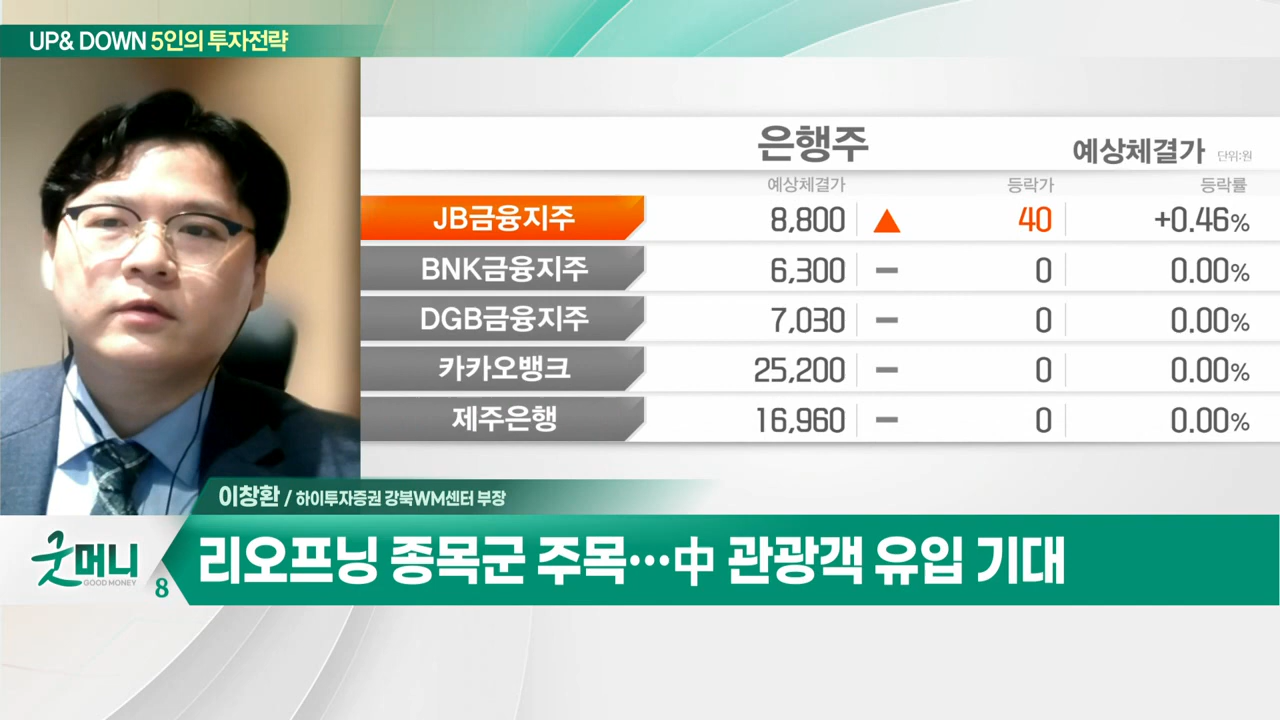 UP& DOWN 5인의 투자전략
은행주 예상체결가 단위:원
예상체결가 등락가 등락률
JB금융지주 8,800 ▲ 40 +0.46%
BNK금융지주 6,300 － 0 0.00%
DGB금융지주 7,030 － 0 0.00%
카카오뱅크 25,200 － 0 0.00%
제주은행 16,960 － 0 0.00%
이창환 / 하이투자증권 강북WM센터 부장
굿머니
GOOD MONEY
8
리오프닝 종목군 주목…中 관광객 유입 기대